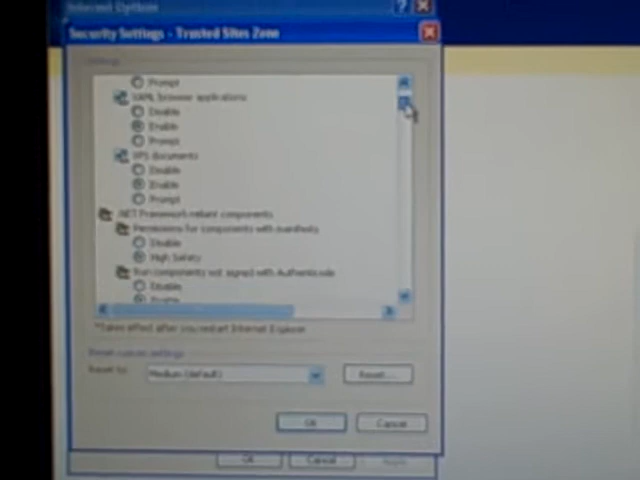 Internet Options
Security Settings - Trusted Sites Zone
Settings
Prompt
XAML browser applications
Disable
Enable
Prompt
XPS documents
Disable
Enable
Prompt
.NET Framework-reliant components
Permissions for components with manifests
Disable
High Safety
Run components not signed with Authenticode
Disable
Enable
*Takes effect after you restart Internet Explorer
Reset custom settings
Reset to:
Medium (default)
Reset...
OK
Cancel
OK
Cancel
Apply